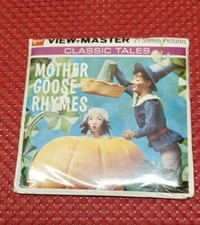 VIEW-MASTER 21 Stereo Pictures
CLASSIC TALES
MOTHER
GOOSE
RHYMES